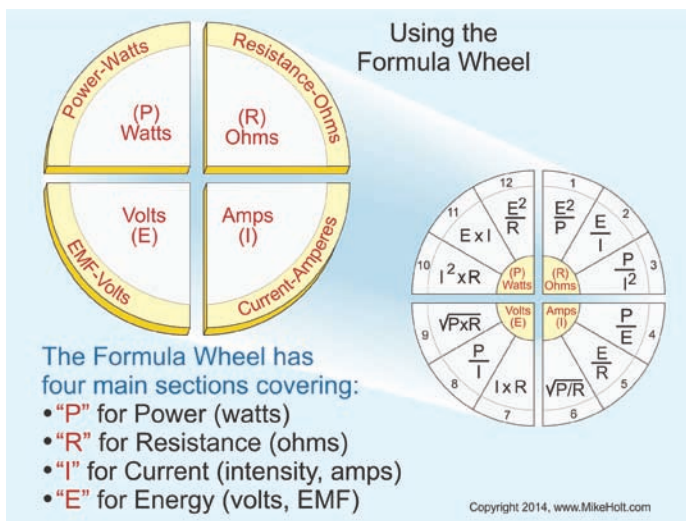 Using the
Formula Wheel
Power-Watts
Resistance-Ohms
(P)
Watts
(R)
Ohms
Volts
(E)
Amps
(I)
EMF-Volts
Current-Amperes
12
1
11
2
10
3
9
4
8
5
7
6
E²/R
E²/P
E x I
E/I
I² x R
P/I²
(P)
Watts
(R)
Ohms
Volts
(E)
Amps
(I)
√PxR
P/E
P/I
E/R
I x R
√P/R
The Formula Wheel has
four main sections covering:
•“P” for Power (watts)
•“R” for Resistance (ohms)
•“I” for Current (intensity, amps)
•“E” for Energy (volts, EMF)
Copyright 2014, www.MikeHolt.com